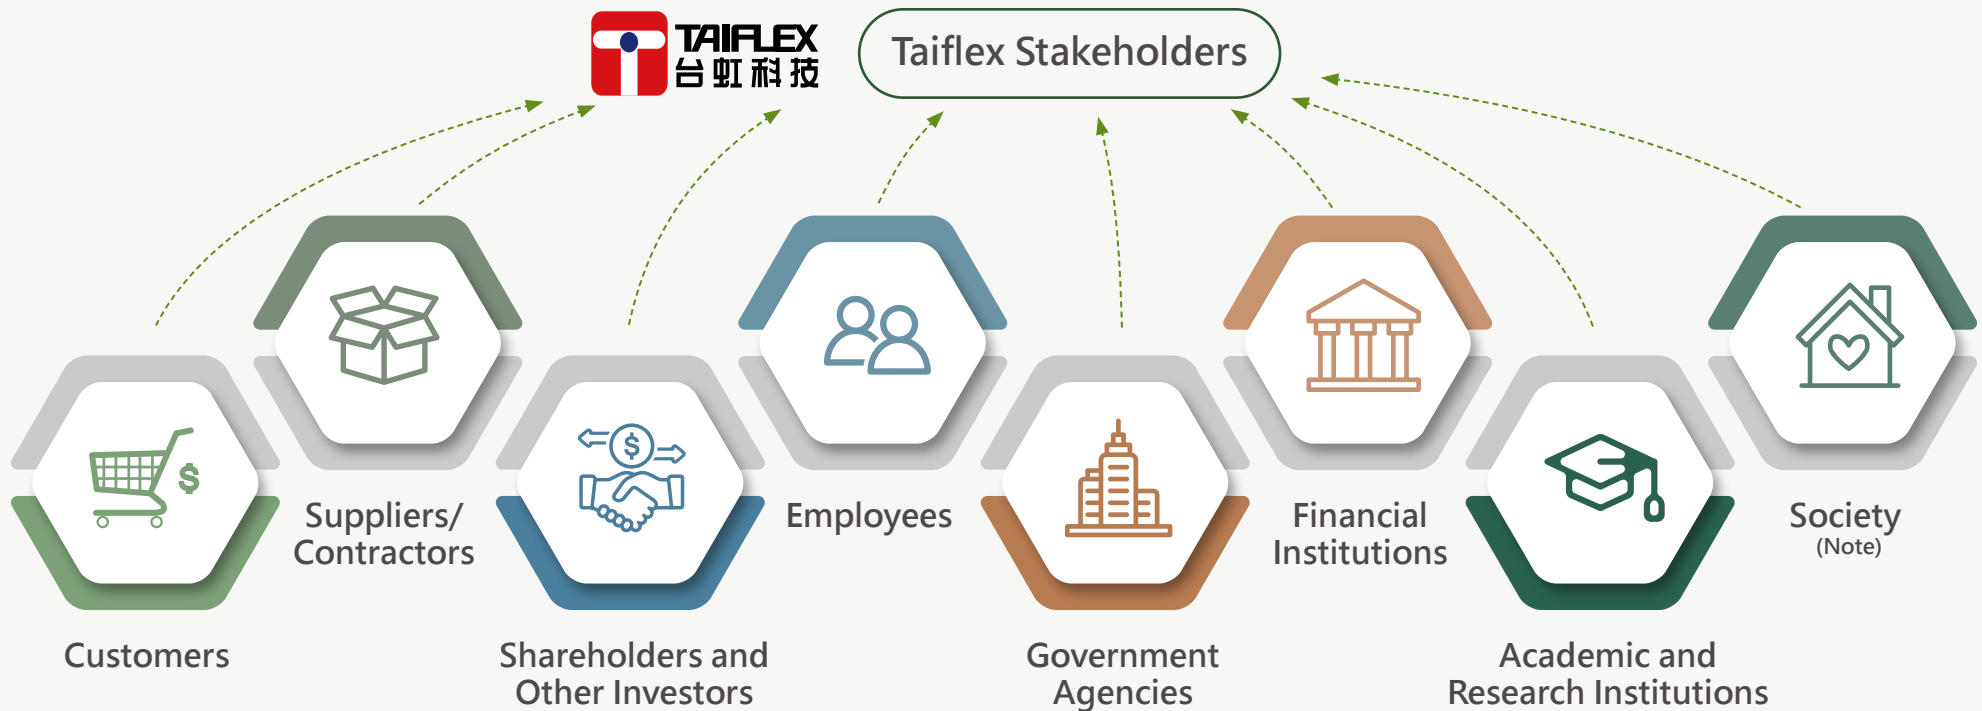 TAIFLEX
台虹科技
Taiflex Stakeholders
$
$
Suppliers/
Contractors
Employees
Financial
Institutions
Society
(Note)
Customers
Shareholders and
Other Investors
Government
Agencies
Academic and
Research Institutions